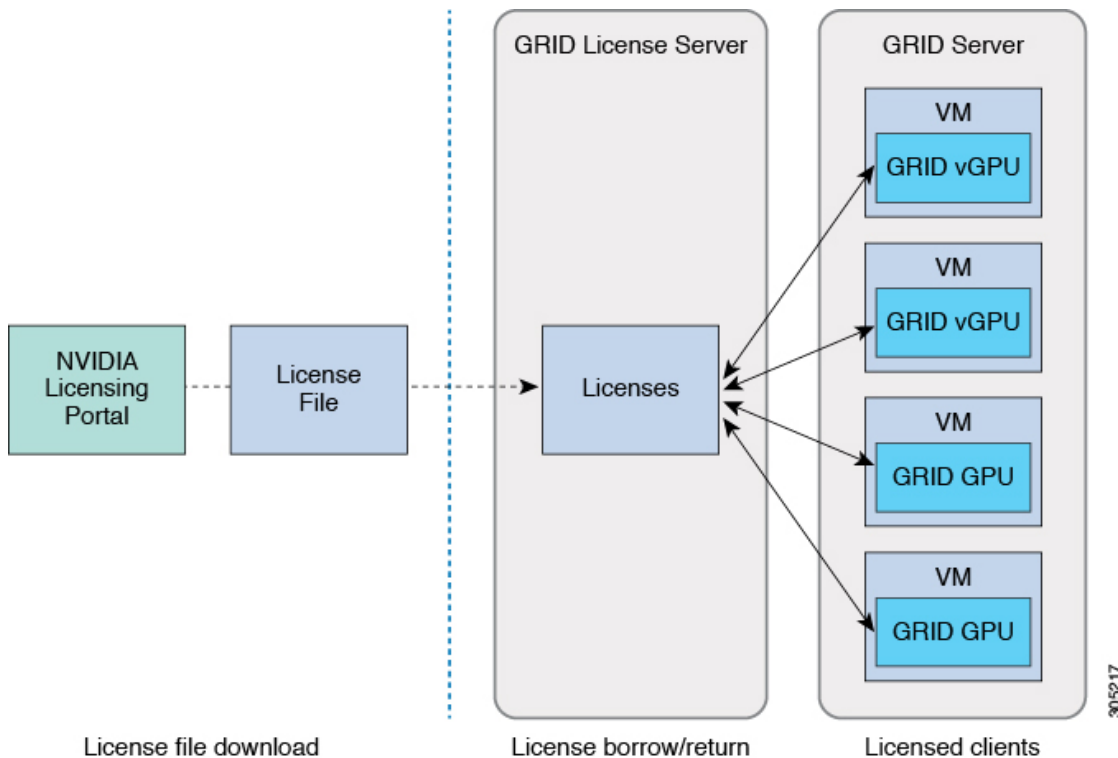 GRID License Server
GRID Server
VM
GRID vGPU
VM
GRID vGPU
NVIDIA
Licensing
Portal
License
File
Licenses
VM
GRID GPU
VM
GRID GPU
305217
License file download
License borrow/return
Licensed clients